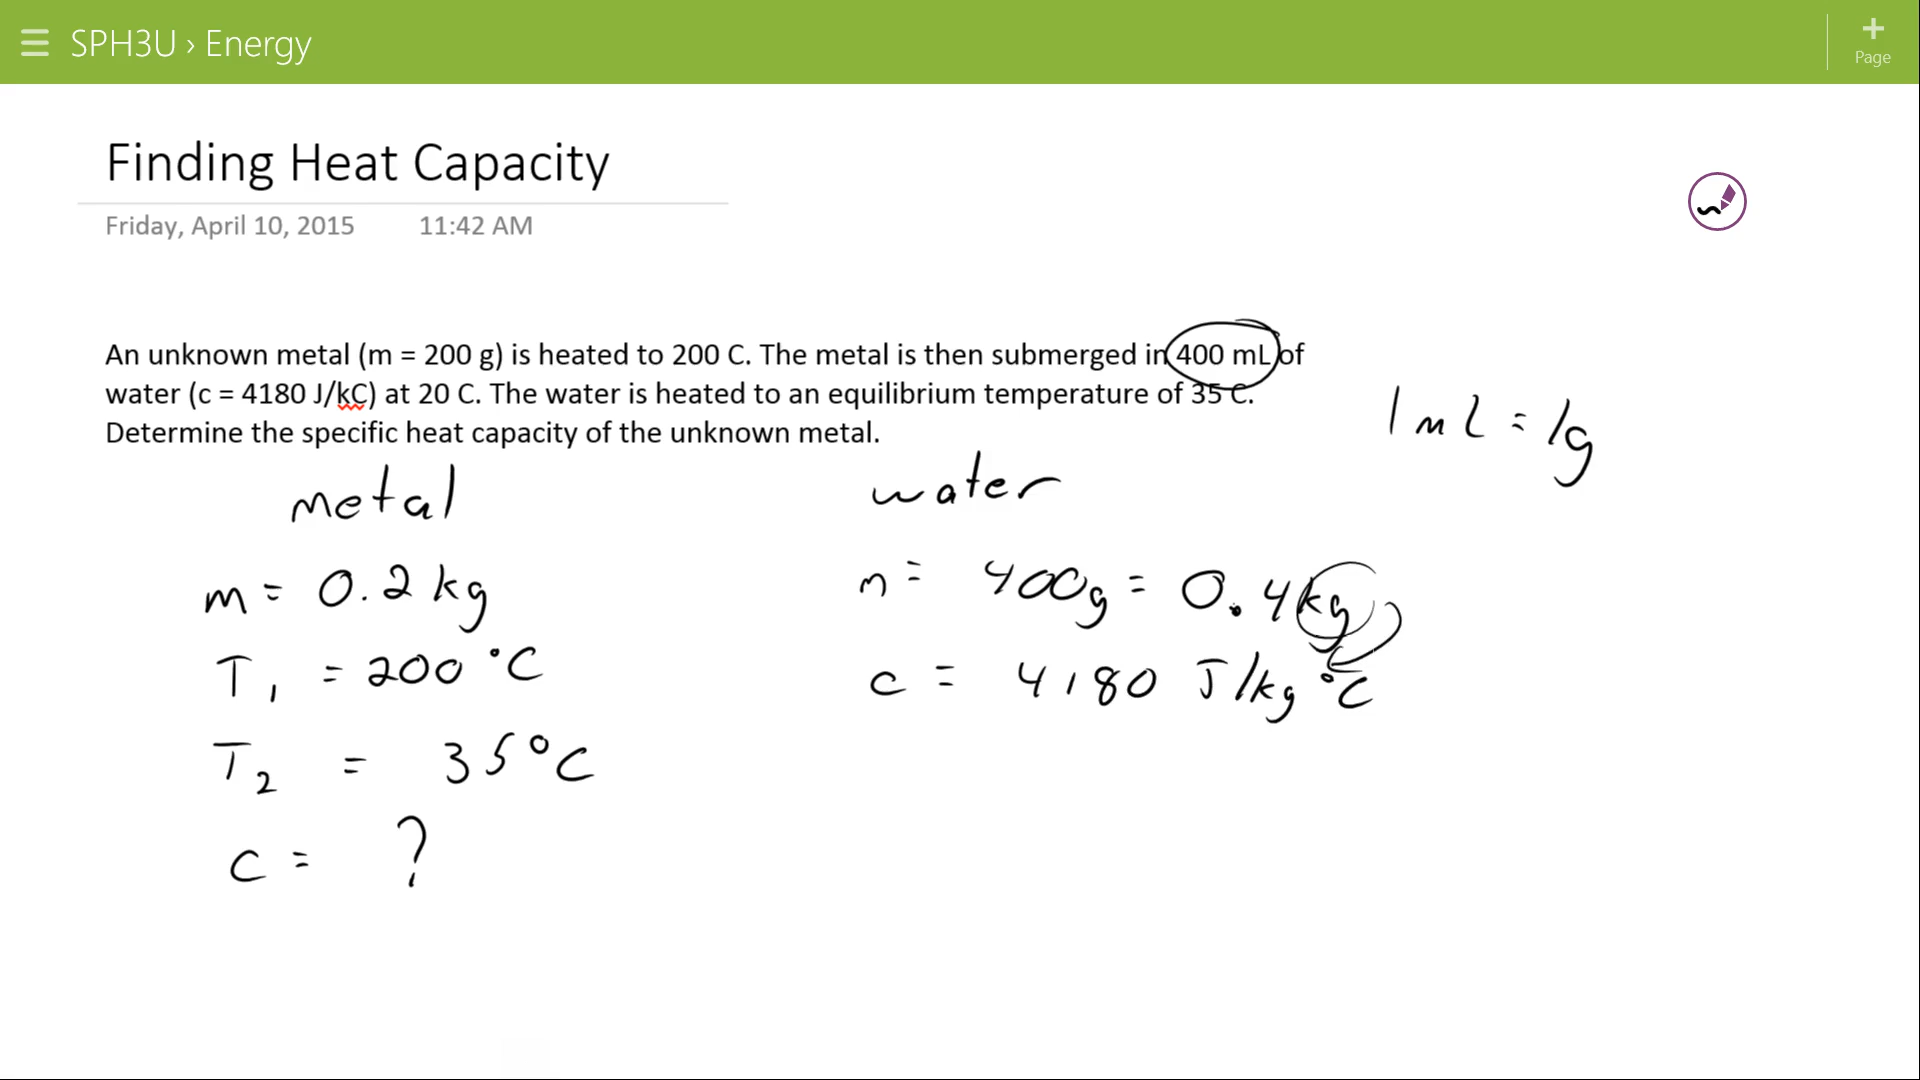 SPH3U › Energy
Page
Finding Heat Capacity
Friday, April 10, 2015 11:42 AM
An unknown metal (m = 200 g) is heated to 200 C. The metal is then submerged in 400 mL of
water (c = 4180 J/kC) at 20 C. The water is heated to an equilibrium temperature of 35 C.
Determine the specific heat capacity of the unknown metal.
1 mL = 1g
metal
water
m = 0.2 kg
m = 400g = 0.4kg
T1 = 200 °C
c = 4180 J/kg °C
T2 = 35°C
c = ?